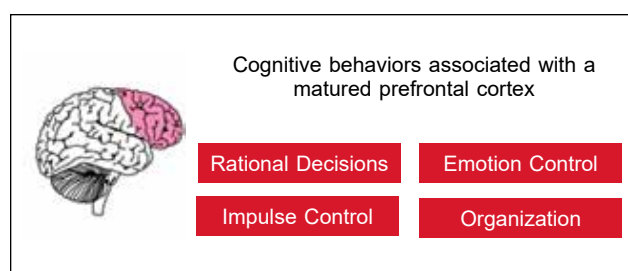 Cognitive behaviors associated with a
matured prefrontal cortex
Rational Decisions
Emotion Control
Impulse Control
Organization